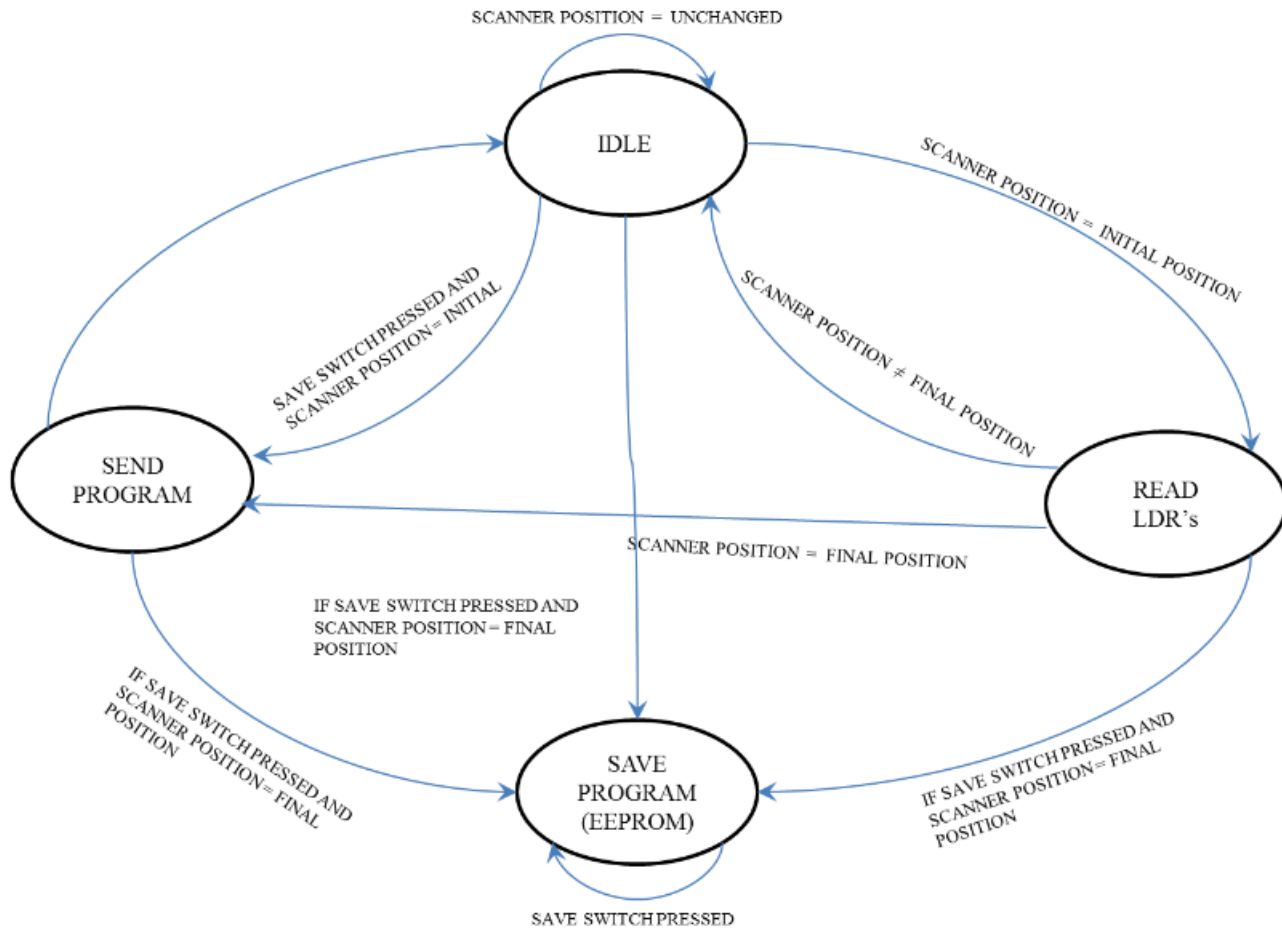 SCANNER POSITION = UNCHANGED
IDLE
SCANNER POSITION = INITIAL POSITION
SCANNER POSITION ≠ FINAL POSITION
SAVE SWITCH PRESSED AND
SCANNER POSITION = INITIAL
SEND
PROGRAM
READ
LDR's
SCANNER POSITION = FINAL POSITION
IF SAVE SWITCH PRESSED AND
SCANNER POSITION = FINAL
POSITION
IF SAVE SWITCH PRESSED AND
SCANNER POSITION = FINAL
POSITION
IF SAVE SWITCH PRESSED AND
SCANNER POSITION = FINAL
POSITION
SAVE
PROGRAM
(EEPROM)
SAVE SWITCH PRESSED